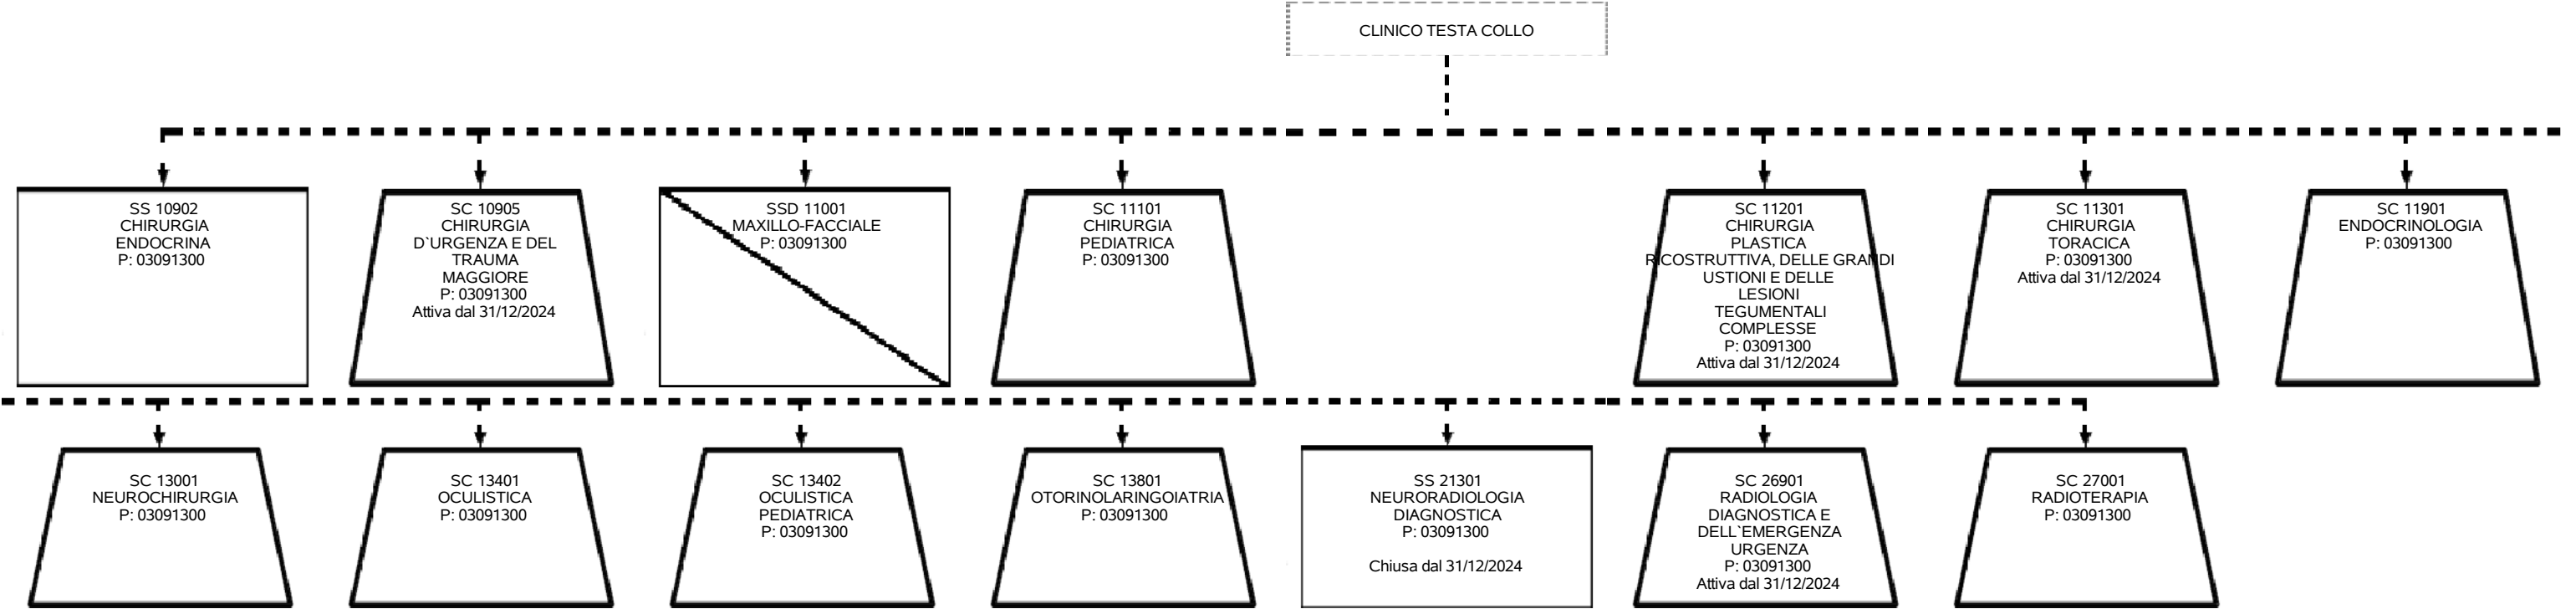 CLINICO TESTA COLLO
SS 10902
CHIRURGIA
ENDOCRINA
P: 03091300
SC 10905
CHIRURGIA
D`URGENZA E DEL
TRAUMA
MAGGIORE
P: 03091300
Attiva dal 31/12/2024
SSD 11001
MAXILLO-FACCIALE
P: 03091300
SC 11101
CHIRURGIA
PEDIATRICA
P: 03091300
SC 11201
CHIRURGIA
PLASTICA
RICOSTRUTTIVA, DELLE GRANDI
USTIONI E DELLE
LESIONI
TEGUMENTALI
COMPLESSE
P: 03091300
Attiva dal 31/12/2024
SC 11301
CHIRURGIA
TORACICA
P: 03091300
Attiva dal 31/12/2024
SC 11901
ENDOCRINOLOGIA
P: 03091300
SC 13001
NEUROCHIRURGIA
P: 03091300
SC 13401
OCULISTICA
P: 03091300
SC 13402
OCULISTICA
PEDIATRICA
P: 03091300
SC 13801
OTORINOLARINGOIATRIA
P: 03091300
SS 21301
NEURORADIOLOGIA
DIAGNOSTICA
P: 03091300
Chiusa dal 31/12/2024
SC 26901
RADIOLOGIA
DIAGNOSTICA E
DELL`EMERGENZA
URGENZA
P: 03091300
Attiva dal 31/12/2024
SC 27001
RADIOTERAPIA
P: 03091300